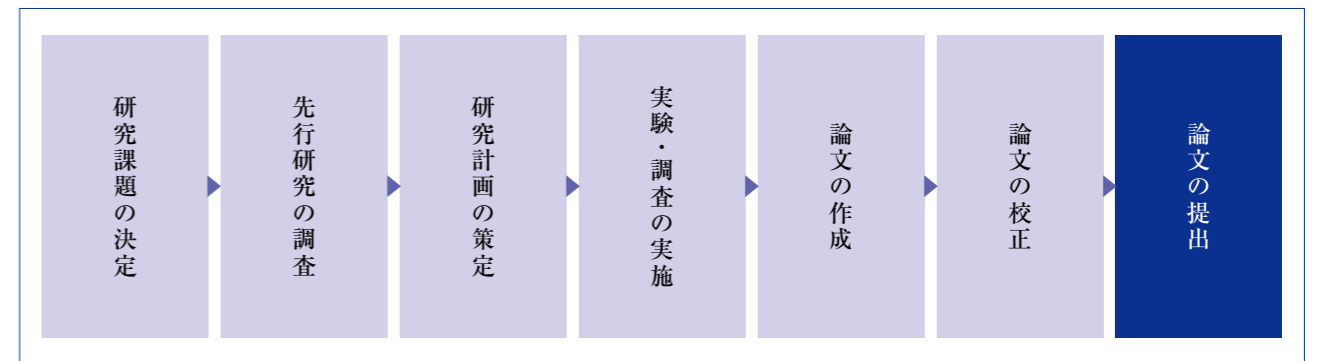 研究課題の決定
先行研究の調査
研究計画の策定
実験・調査の実施
論文の作成
論文の校正
論文の提出